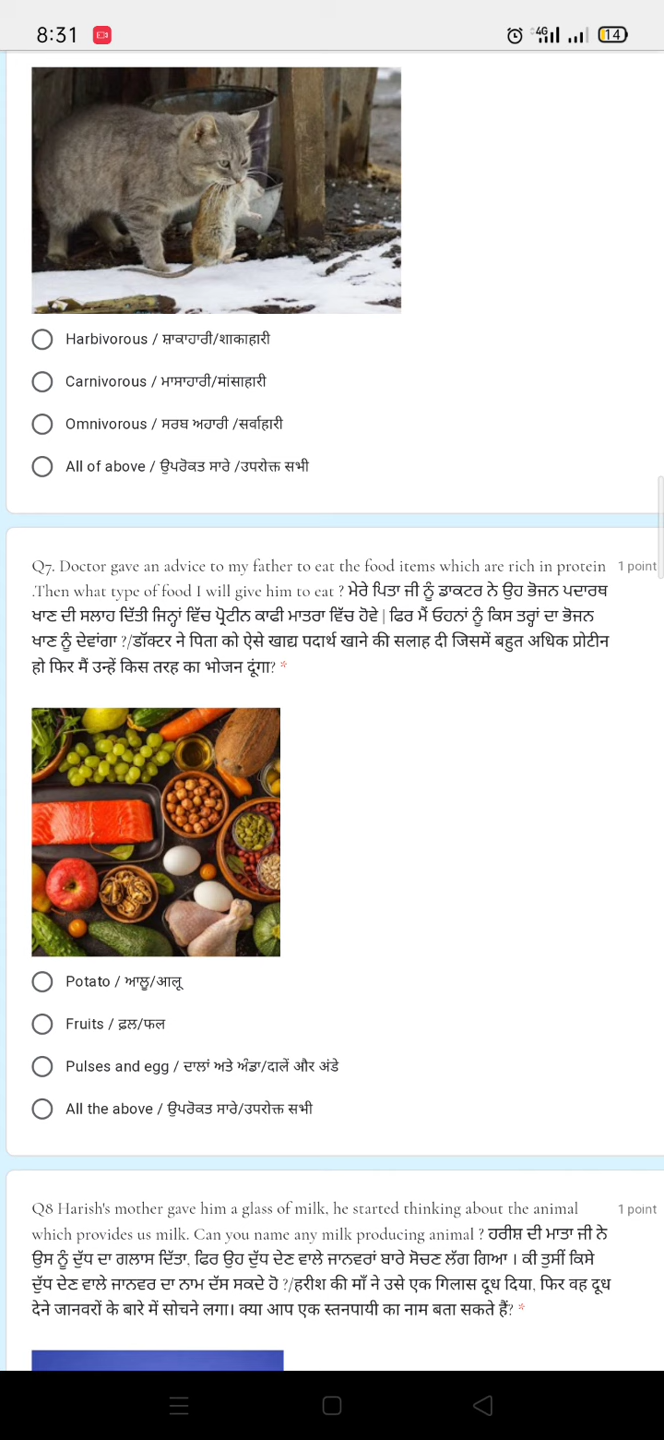 8:31
4G
14
Harbivorous / ਸ਼ਾਕਾਹਾਰੀ/शाकाहारी
Carnivorous / ਮਾਸਾਹਾਰੀ/मांसाहारी
Omnivorous / ਸਰਬ ਅਹਾਰੀ /सर्वाहारी
All of above / ਉਪਰੋਕਤ ਸਾਰੇ /उपरोक्त सभी
Q7. Doctor gave an advice to my father to eat the food items which are rich in protein 1 point
.Then what type of food I will give him to eat ? ਮੇਰੇ ਪਿਤਾ ਜੀ ਨੂੰ ਡਾਕਟਰ ਨੇ ਉਹ ਭੋਜਨ ਪਦਾਰਥ
ਖਾਣ ਦੀ ਸਲਾਹ ਦਿੱਤੀ ਜਿਨ੍ਹਾਂ ਵਿੱਚ ਪ੍ਰੋਟੀਨ ਕਾਫੀ ਮਾਤਰਾ ਵਿੱਚ ਹੋਵੇ| ਫਿਰ ਮੈਂ ਓਹਨਾਂ ਨੂੰ ਕਿਸ ਤਰ੍ਹਾਂ ਦਾ ਭੋਜਨ
ਖਾਣ ਨੂੰ ਦੇਵਾਂਗਾ ?/डॉक्टर ने पिता को ऐसे खाद्य पदार्थ खाने की सलाह दी जिसमें बहुत अधिक प्रोटीन
हो फिर मैं उन्हें किस तरह का भोजन दूंगा? *
Potato / ਆਲੂ/आलू
Fruits / ਫ਼ਲ/फल
Pulses and egg / ਦਾਲਾਂ ਅਤੇ ਅੰਡਾ/दालें और अंडे
All the above / ਉਪਰੋਕਤ ਸਾਰੇ/उपरोक्त सभी
Q8 Harish's mother gave him a glass of milk, he started thinking about the animal 1 point
which provides us milk. Can you name any milk producing animal ? ਹਰੀਸ਼ ਦੀ ਮਾਤਾ ਜੀ ਨੇ
ਉਸ ਨੂੰ ਦੁੱਧ ਦਾ ਗਲਾਸ ਦਿੱਤਾ, ਫਿਰ ਉਹ ਦੁੱਧ ਦੇਣ ਵਾਲੇ ਜਾਨਵਰਾਂ ਬਾਰੇ ਸੋਚਣ ਲੱਗ ਗਿਆ । ਕੀ ਤੁਸੀਂ ਕਿਸੇ
ਦੁੱਧ ਦੇਣ ਵਾਲੇ ਜਾਨਵਰ ਦਾ ਨਾਮ ਦੱਸ ਸਕਦੇ ਹੋ ?/हरीश की माँ ने उसे एक गिलास दूध दिया, फिर वह दूध
देने जानवरों के बारे में सोचने लगा। क्या आप एक स्तनपायी का नाम बता सकते हैं? *